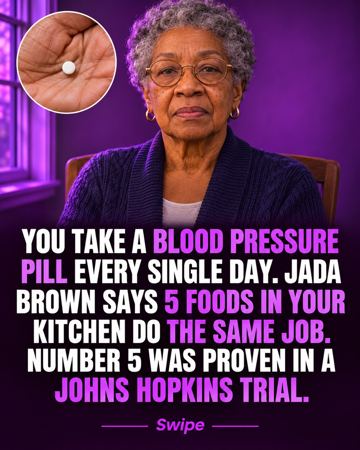 YOU TAKE A BLOOD PRESSURE
PILL EVERY SINGLE DAY. JADA
BROWN SAYS 5 FOODS IN YOUR
KITCHEN DO THE SAME JOB.
NUMBER 5 WAS PROVEN IN A
JOHNS HOPKINS TRIAL.
Swipe